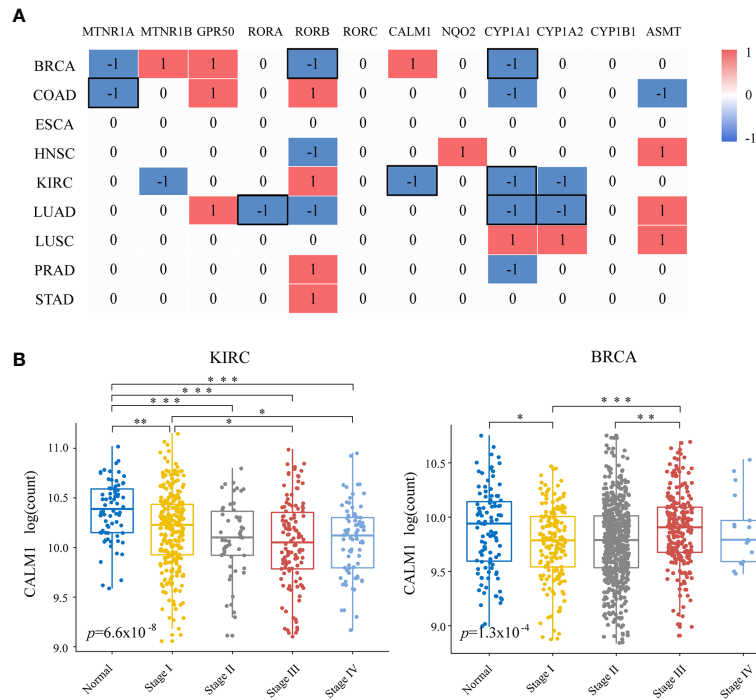 A
MTNR1A MTNR1B GPR50 RORA RORB RORC CALM1 NQO2 CYP1A1 CYP1A2 CYP1B1 ASMT
BRCA -1 1 1 0 -1 0 1 0 -1 0 0 0
COAD -1 0 1 0 1 0 0 0 -1 0 0 -1
ESCA 0 0 0 0 0 0 0 0 0 0 0 0
HNSC 0 0 0 0 -1 0 0 1 0 0 0 1
KIRC 0 -1 0 0 1 0 -1 0 -1 -1 0 0
LUAD 0 0 1 -1 -1 0 0 0 -1 -1 0 1
LUSC 0 0 0 0 0 0 0 0 1 1 0 1
PRAD 0 0 0 0 1 0 0 0 -1 0 0 0
STAD 0 0 0 0 1 0 0 0 0 0 0 0
1
0
-1
B
KIRC
* * *
* * *
* * *
*
**
*
CALM1 log(count)
11.0
10.5
10.0
9.5
9.0
p=6.6x10-8
Normal Stage I Stage II Stage III Stage IV
BRCA
* * *
*
* *
CALM1 log(count)
10.5
10.0
9.5
9.0
p=1.3x10-4
Normal Stage I Stage II Stage III Stage IV